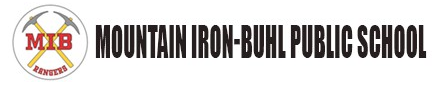 MIB
RANGERS
MOUNTAIN IRON-BUHL PUBLIC SCHOOL